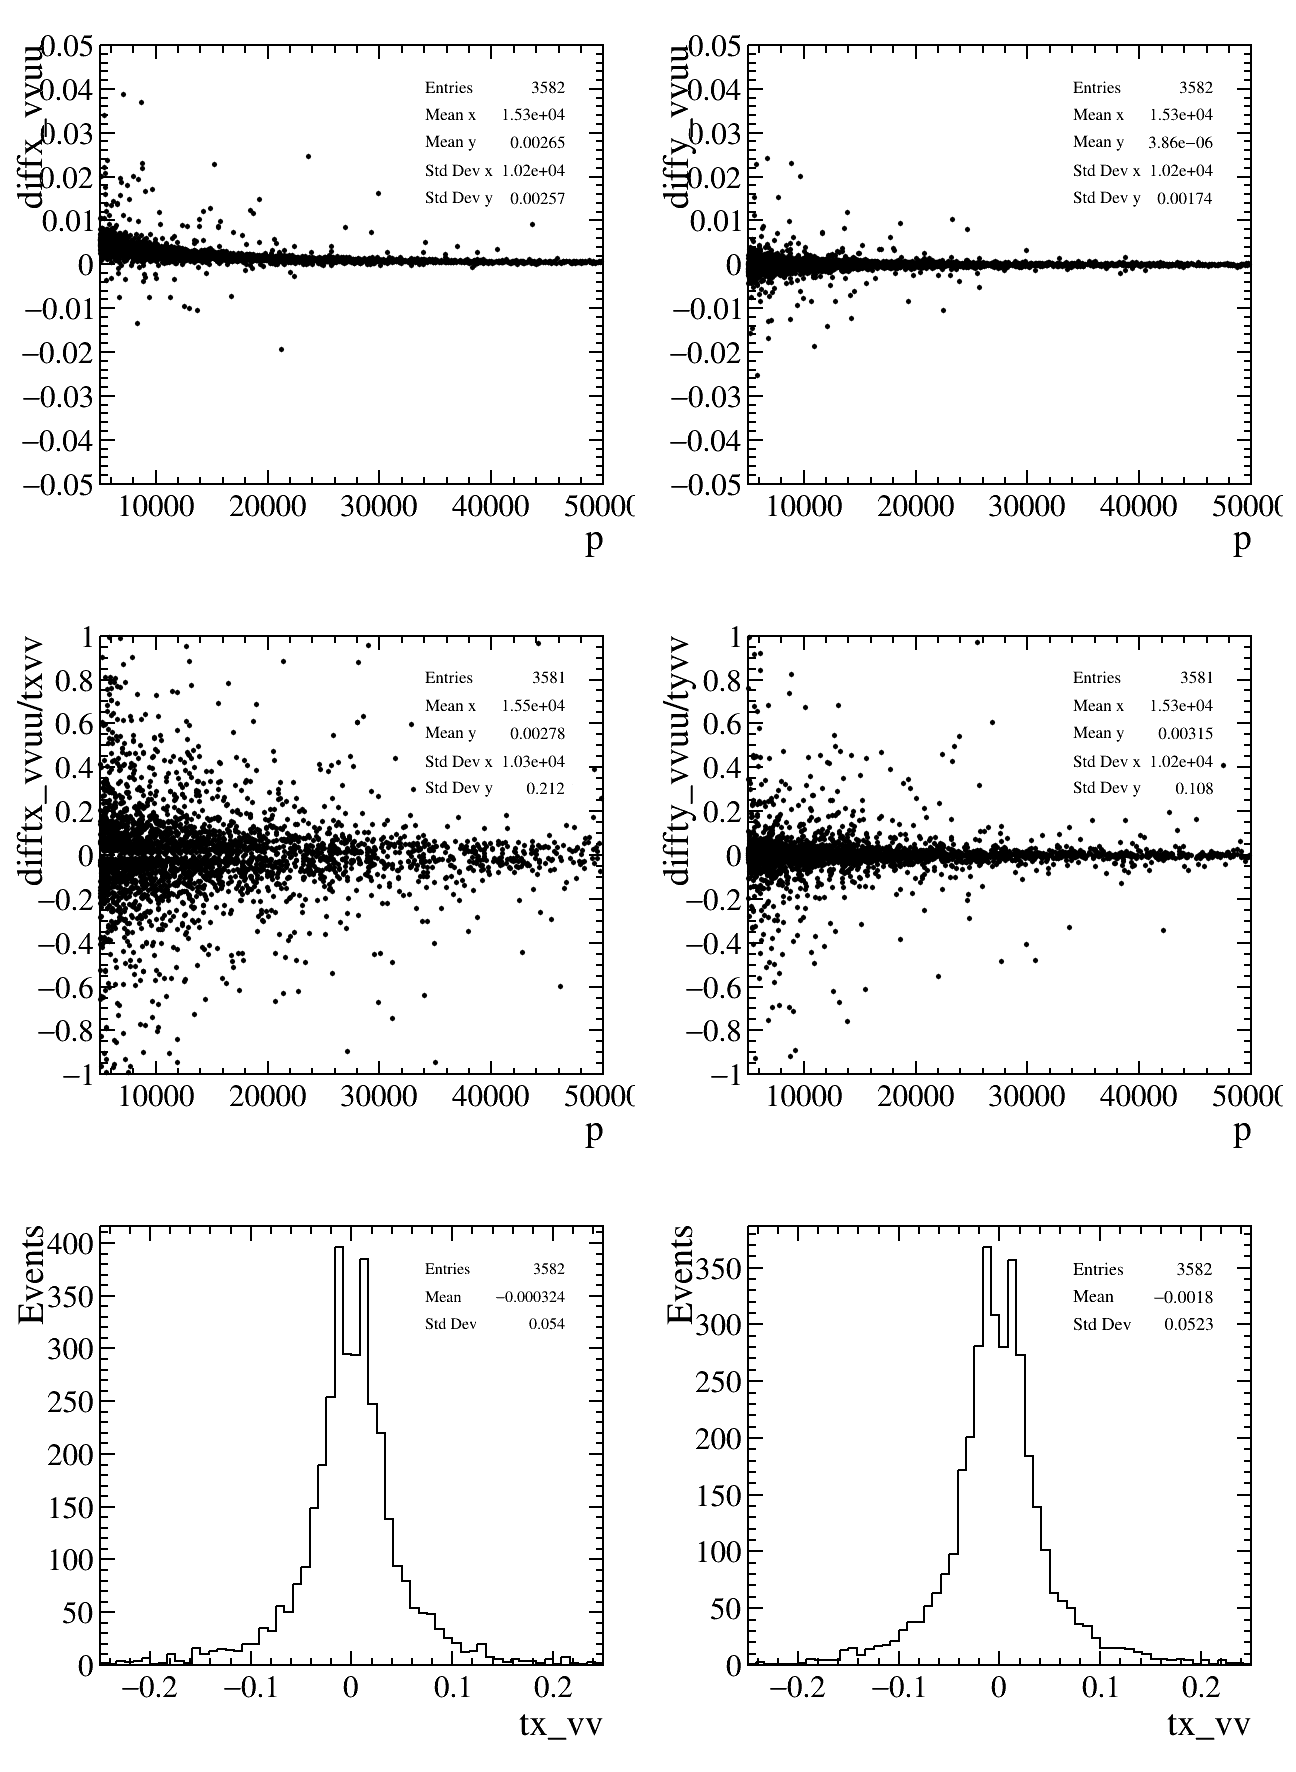 diffx_vvuu
0.05
0.04
0.03
0.02
0.01
0
−0.01
−0.02
−0.03
−0.04
−0.05
Entries 3582
Mean x 1.53e+04
Mean y 0.00265
Std Dev x 1.02e+04
Std Dev y 0.00257
10000 20000 30000 40000 5000
p
diffy_vvuu
0.05
0.04
0.03
0.02
0.01
0
−0.01
−0.02
−0.03
−0.04
−0.05
Entries 3582
Mean x 1.53e+04
Mean y 3.86e−06
Std Dev x 1.02e+04
Std Dev y 0.00174
10000 20000 30000 40000 5000
p
difftx_vvuu/txvv
1
0.8
0.6
0.4
0.2
0
−0.2
−0.4
−0.6
−0.8
−1
Entries 3581
Mean x 1.55e+04
Mean y 0.00278
Std Dev x 1.03e+04
Std Dev y 0.212
10000 20000 30000 40000 5000
p
diffty_vvuu/tyvv
1
0.8
0.6
0.4
0.2
0
−0.2
−0.4
−0.6
−0.8
−1
Entries 3581
Mean x 1.53e+04
Mean y 0.00315
Std Dev x 1.02e+04
Std Dev y 0.108
10000 20000 30000 40000 5000
p
Events
400
350
300
250
200
150
100
50
0
Entries 3582
Mean −0.000324
Std Dev 0.054
−0.2 −0.1 0 0.1 0.2
tx_vv
Events
350
300
250
200
150
100
50
0
Entries 3582
Mean −0.0018
Std Dev 0.0523
−0.2 −0.1 0 0.1 0.2
tx_vv